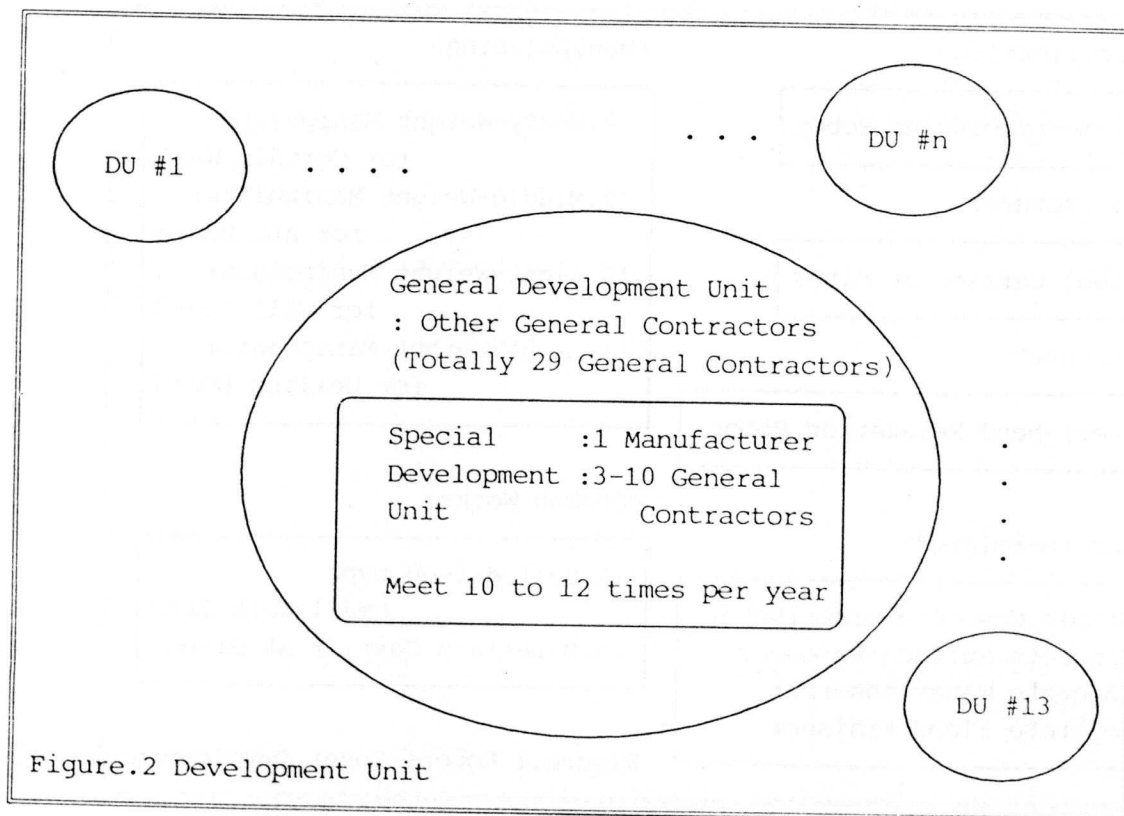 DU #1 . . . .
. . . DU #n
General Development Unit
: Other General Contractors
(Totally 29 General Contractors)
Special :1 Manufacturer
Development :3-10 General
Unit Contractors
Meet 10 to 12 times per year
DU #13
Figure.2 Development Unit